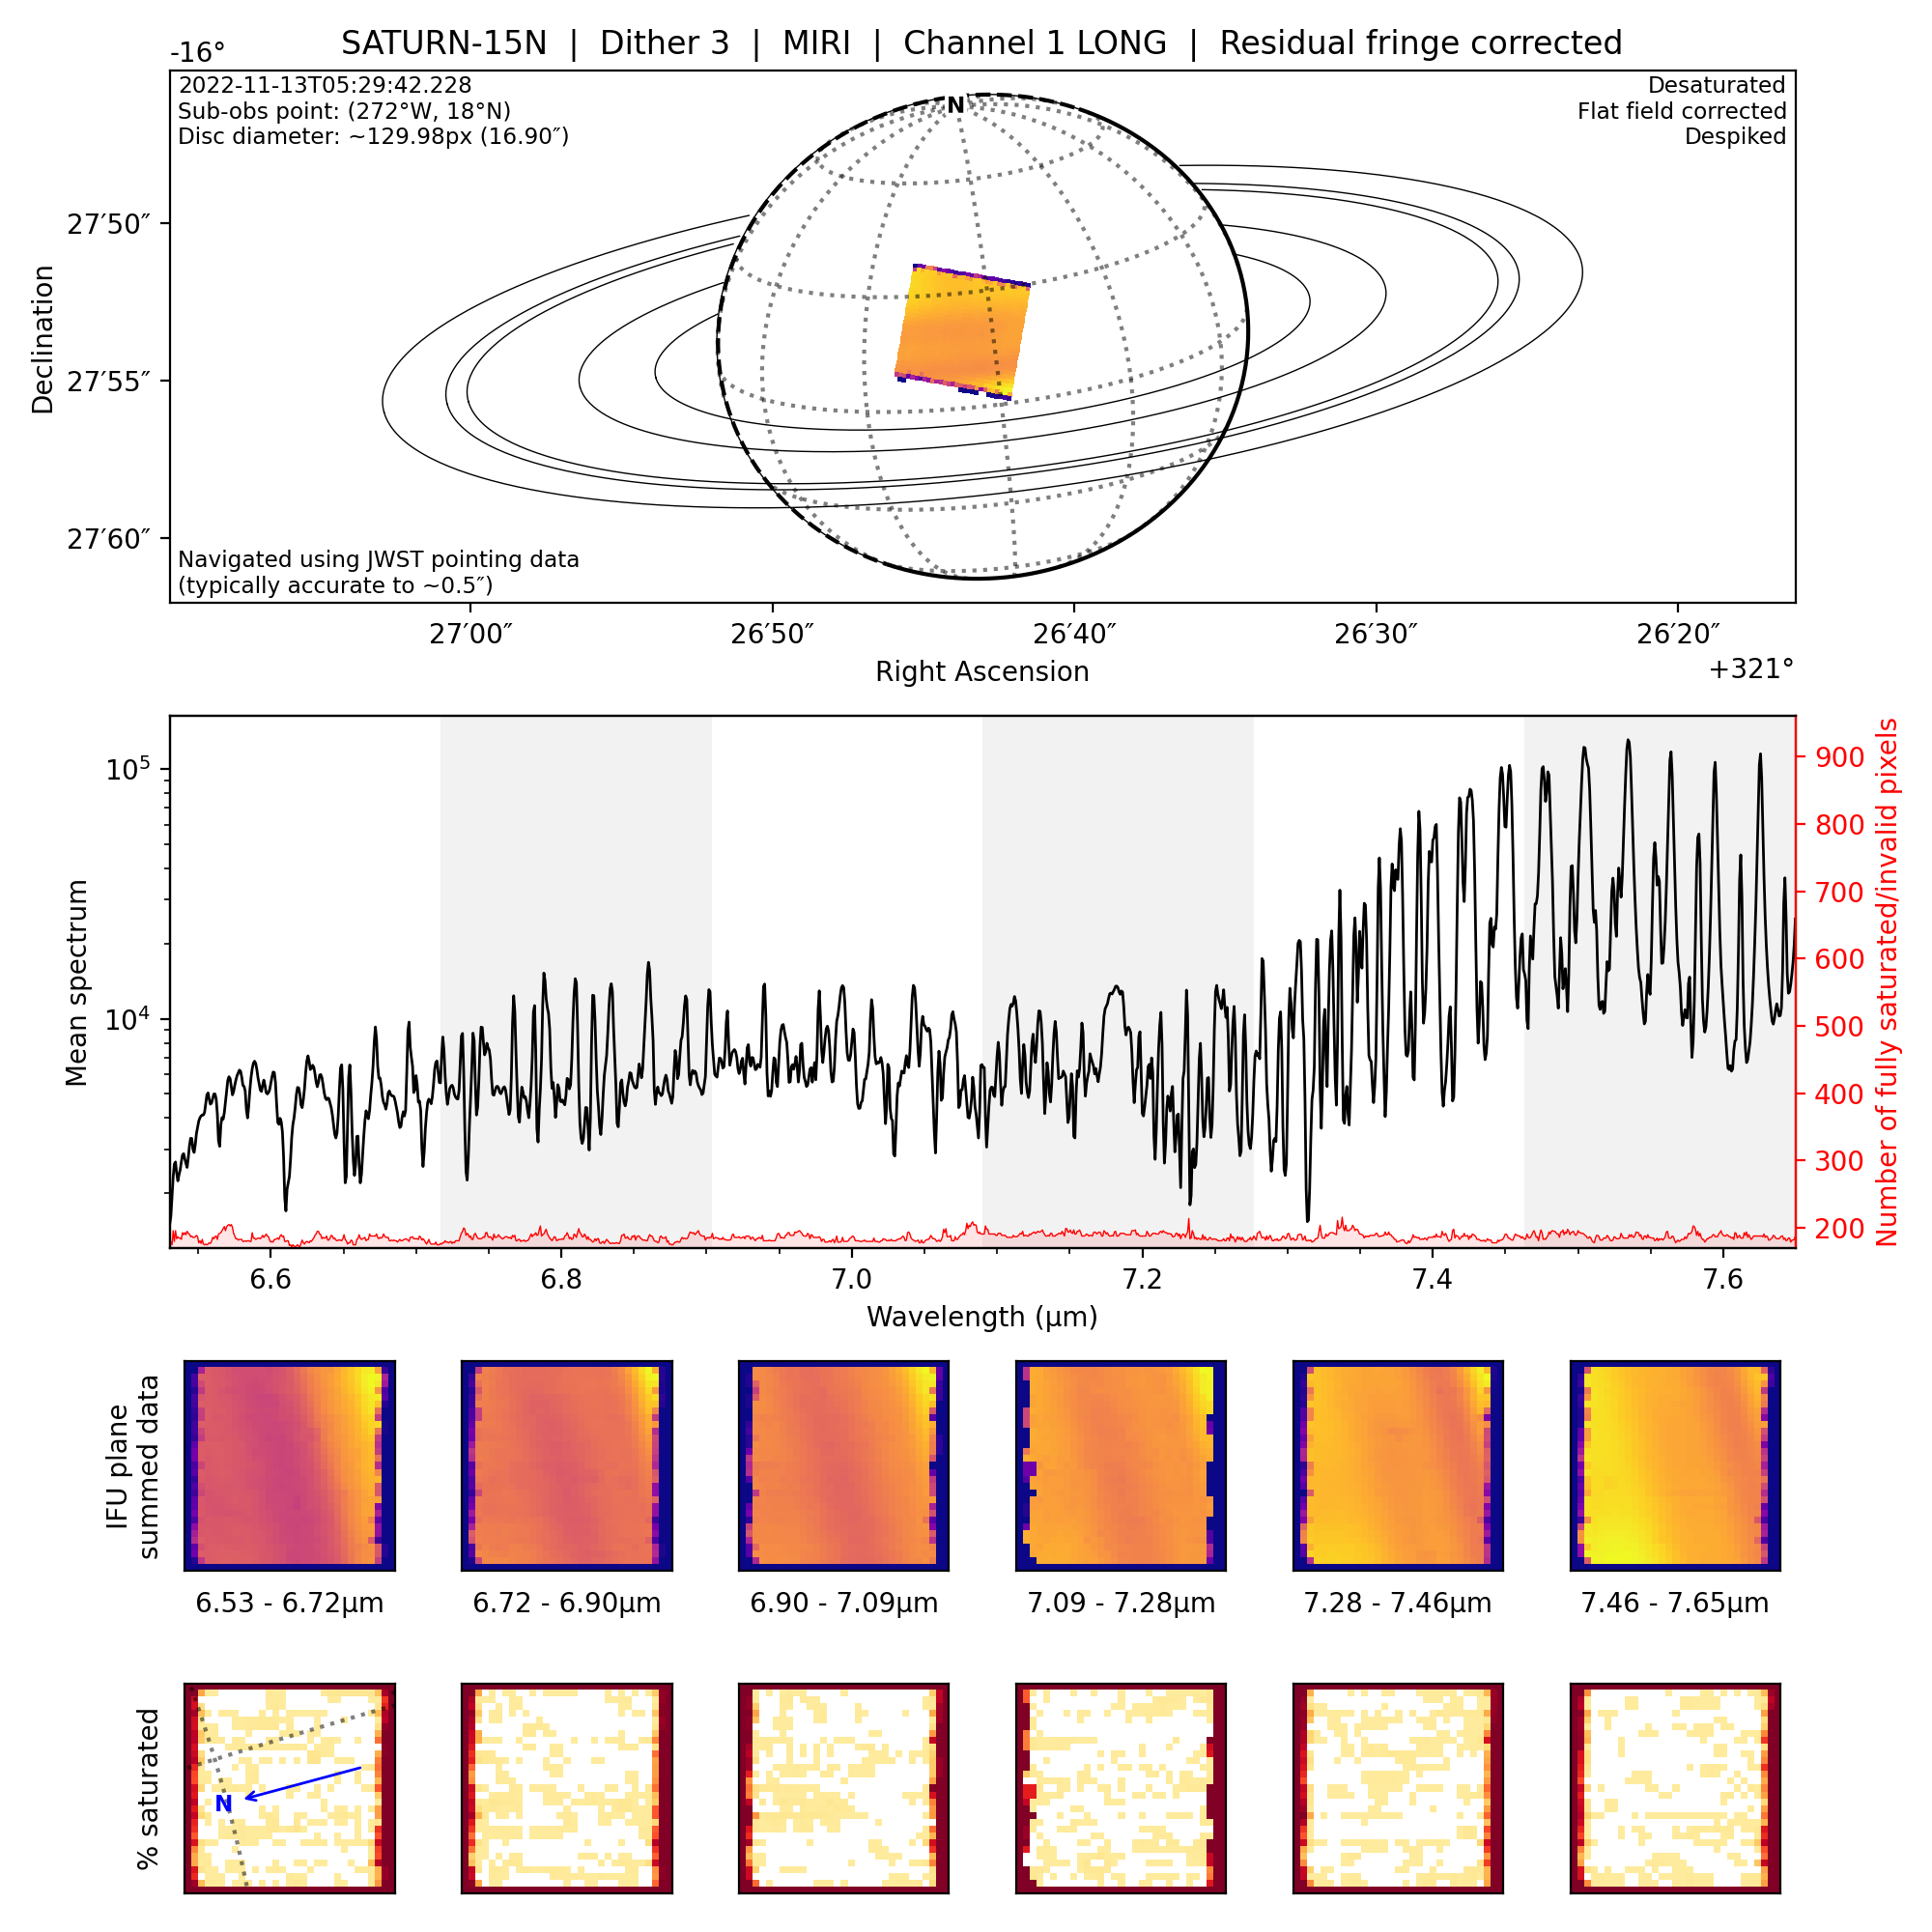 SATURN-15N | Dither 3 | MIRI | Channel 1 LONG | Residual fringe corrected
-16°
2022-11-13T05:29:42.228
Sub-obs point: (272°W, 18°N)
Disc diameter: ~129.98px (16.90″)
Desaturated
Flat field corrected
Despiked
N
Declination
27′50″
27′55″
27′60″
Navigated using JWST pointing data
(typically accurate to ~0.5″)
27′00″ 26′50″ 26′40″ 26′30″ 26′20″
Right Ascension
+321°
Mean spectrum
10⁵
10⁴
900
800
700
600
500
400
300
200
Number of fully saturated/invalid pixels
6.6 6.8 7.0 7.2 7.4 7.6
Wavelength (µm)
IFU plane
summed data
6.53 - 6.72µm 6.72 - 6.90µm 6.90 - 7.09µm 7.09 - 7.28µm 7.28 - 7.46µm 7.46 - 7.65µm
% saturated
N